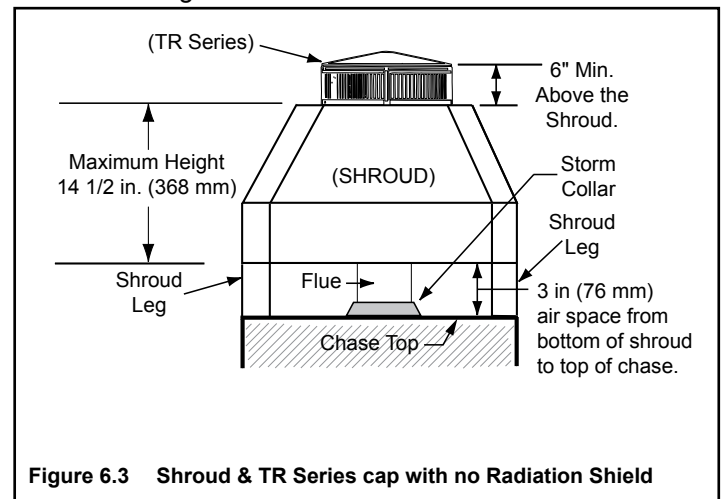 (TR Series)
6" Min.
Above the
Shroud.
Maximum Height
14 1/2 in. (368 mm)
(SHROUD)
Storm
Collar
Shroud
Leg
Shroud
Leg
Flue
3 in (76 mm)
air space from
bottom of shroud
to top of chase.
Chase Top
Figure 6.3 Shroud & TR Series cap with no Radiation Shield